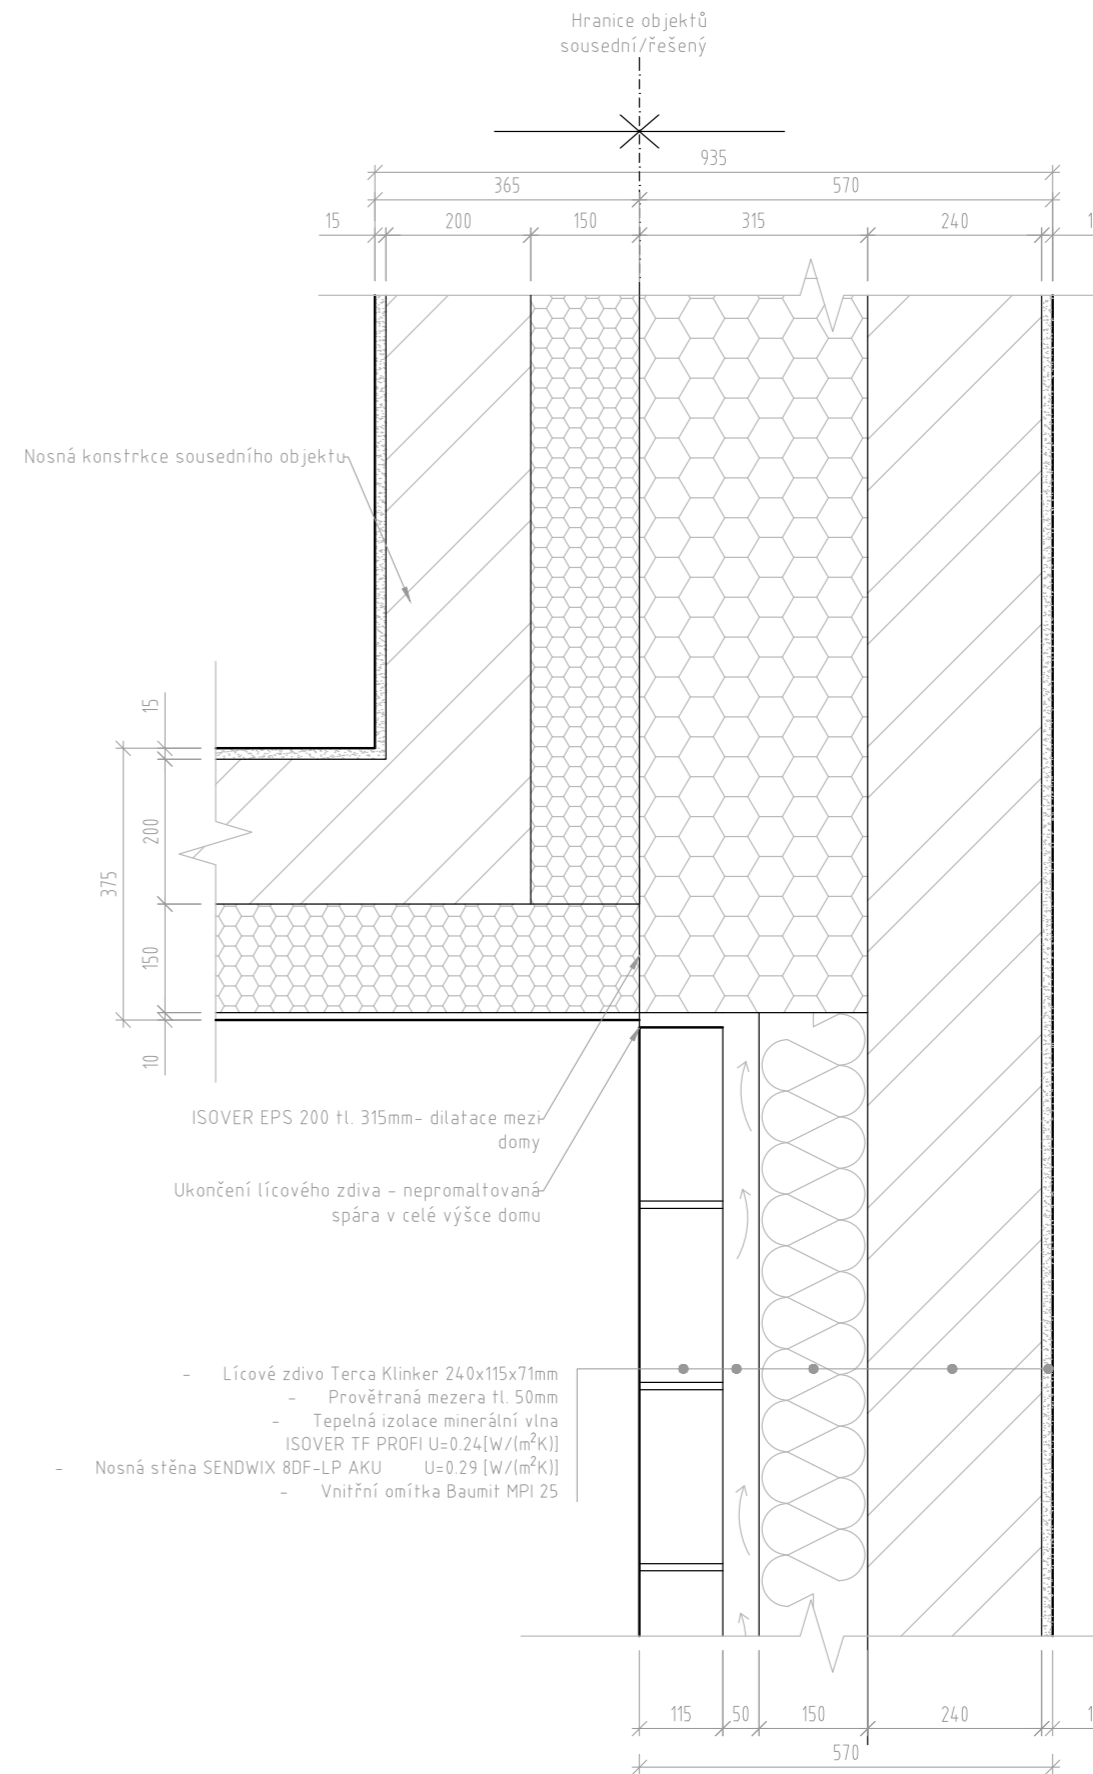 Hranice objektů
sousední/řešený
935
365 570
15 200 150 315 240 1
Nosná konstrkce sousedního objektu
15
200
375
150
10
ISOVER EPS 200 tl. 315mm- dilatace mezi
domy
Ukončení lícového zdiva - nepromaltovaná
spára v celé výšce domu
- Lícové zdivo Terca Klinker 240x115x71mm
- Provětraná mezera tl. 50mm
- Tepelná izolace minerální vlna
ISOVER TF PROFI U=0.24[W/(m²K)]
- Nosná stěna SENDWIX 8DF-LP AKU U=0.29 [W/(m²K)]
- Vnitřní omítka Baumit MPI 25
115 50 150 240 1
570